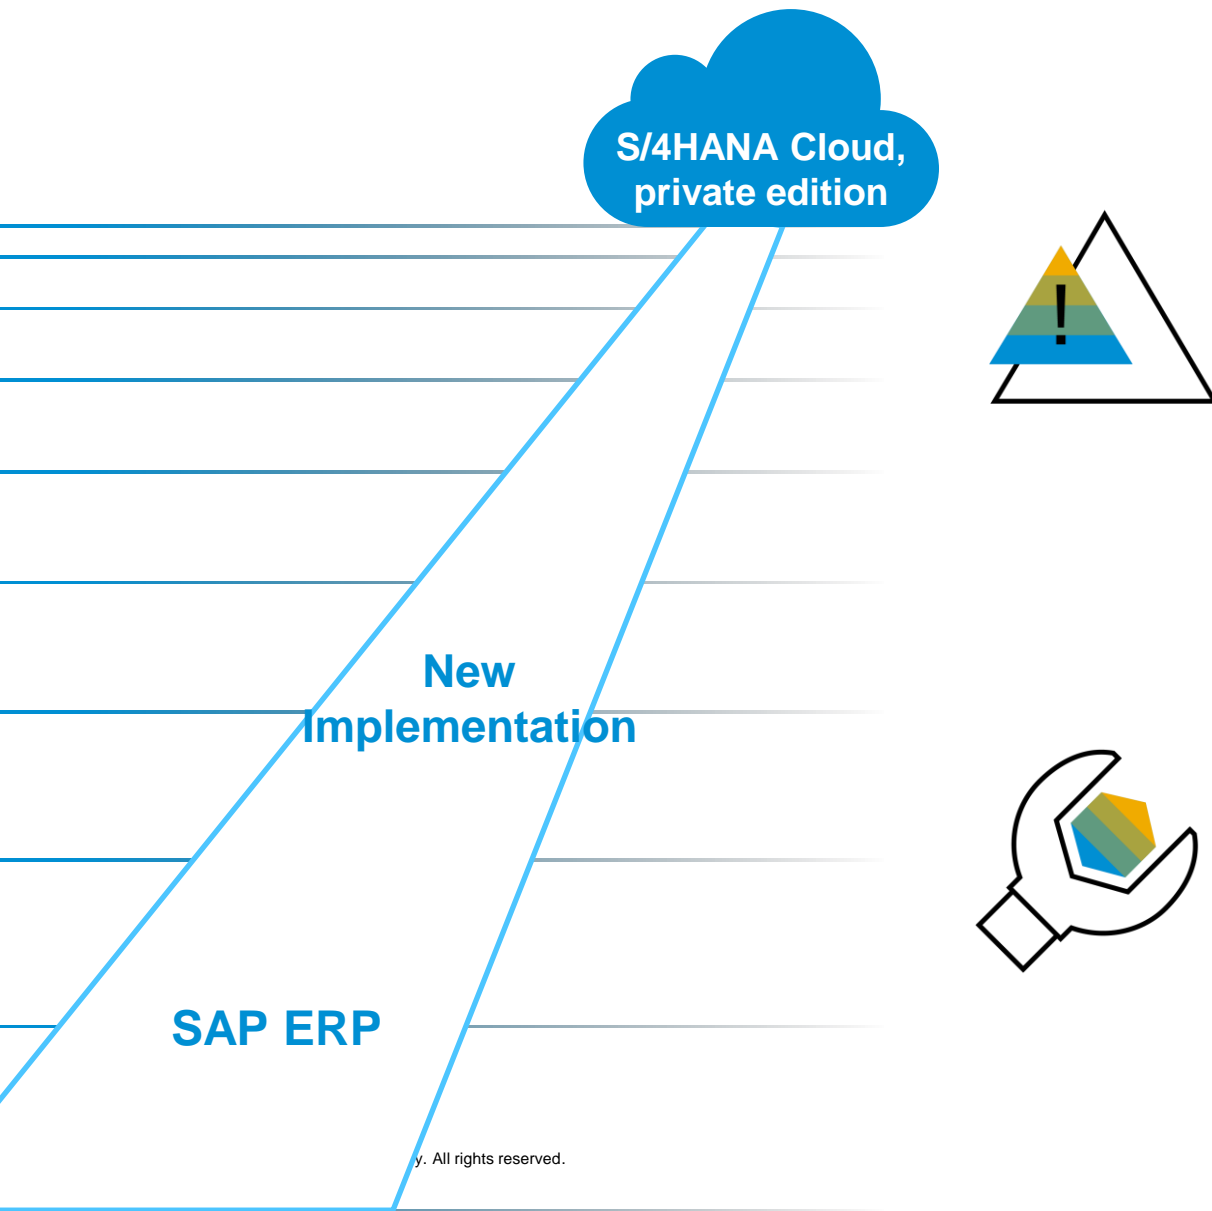 S/4HANA Cloud,
private edition
!
New
Implementation
SAP ERP
y. All rights reserved.